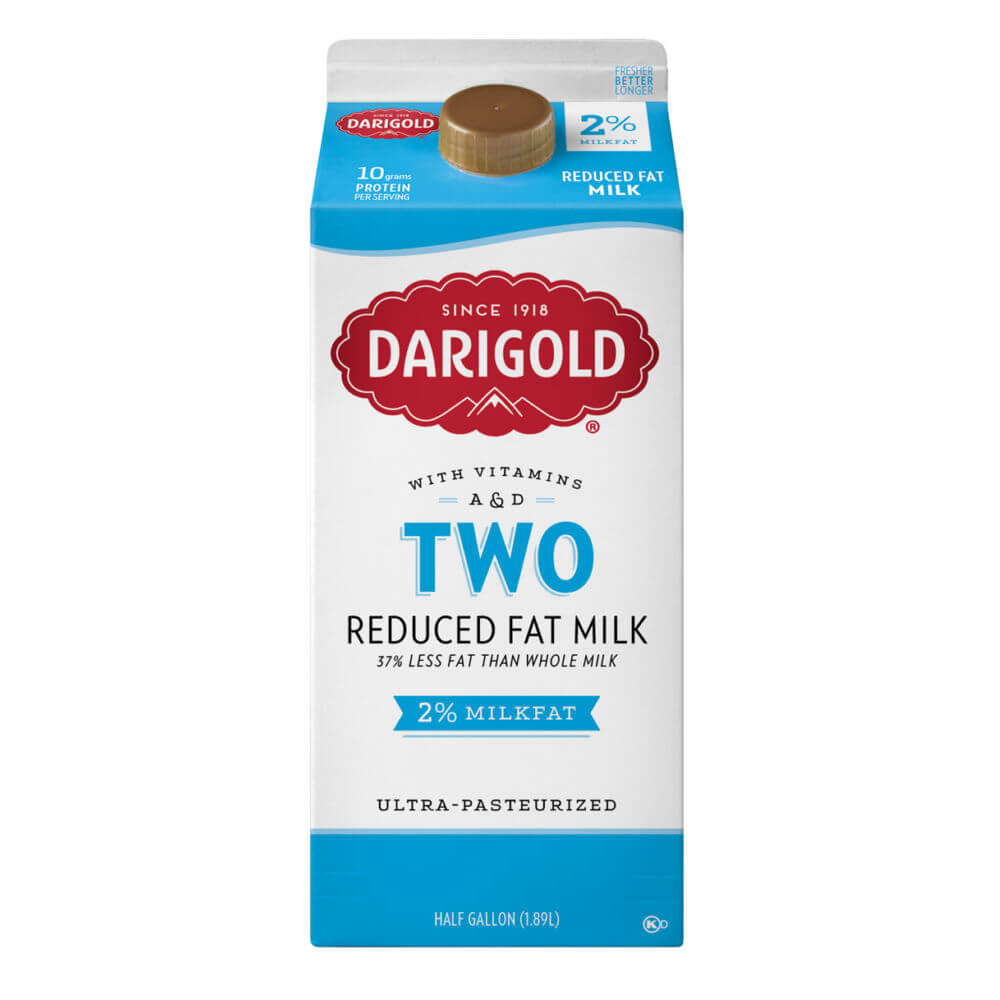 FRESHER
BETTER
LONGER
SINCE 1918
DARIGOLD
2%
MILKFAT
10 grams
PROTEIN
PER SERVING
REDUCED FAT
MILK
SINCE 1918
DARIGOLD
®
WITH VITAMINS
A & D
TWO
REDUCED FAT MILK
37% LESS FAT THAN WHOLE MILK
2% MILKFAT
ULTRA-PASTEURIZED
HALF GALLON (1.89L)
K D